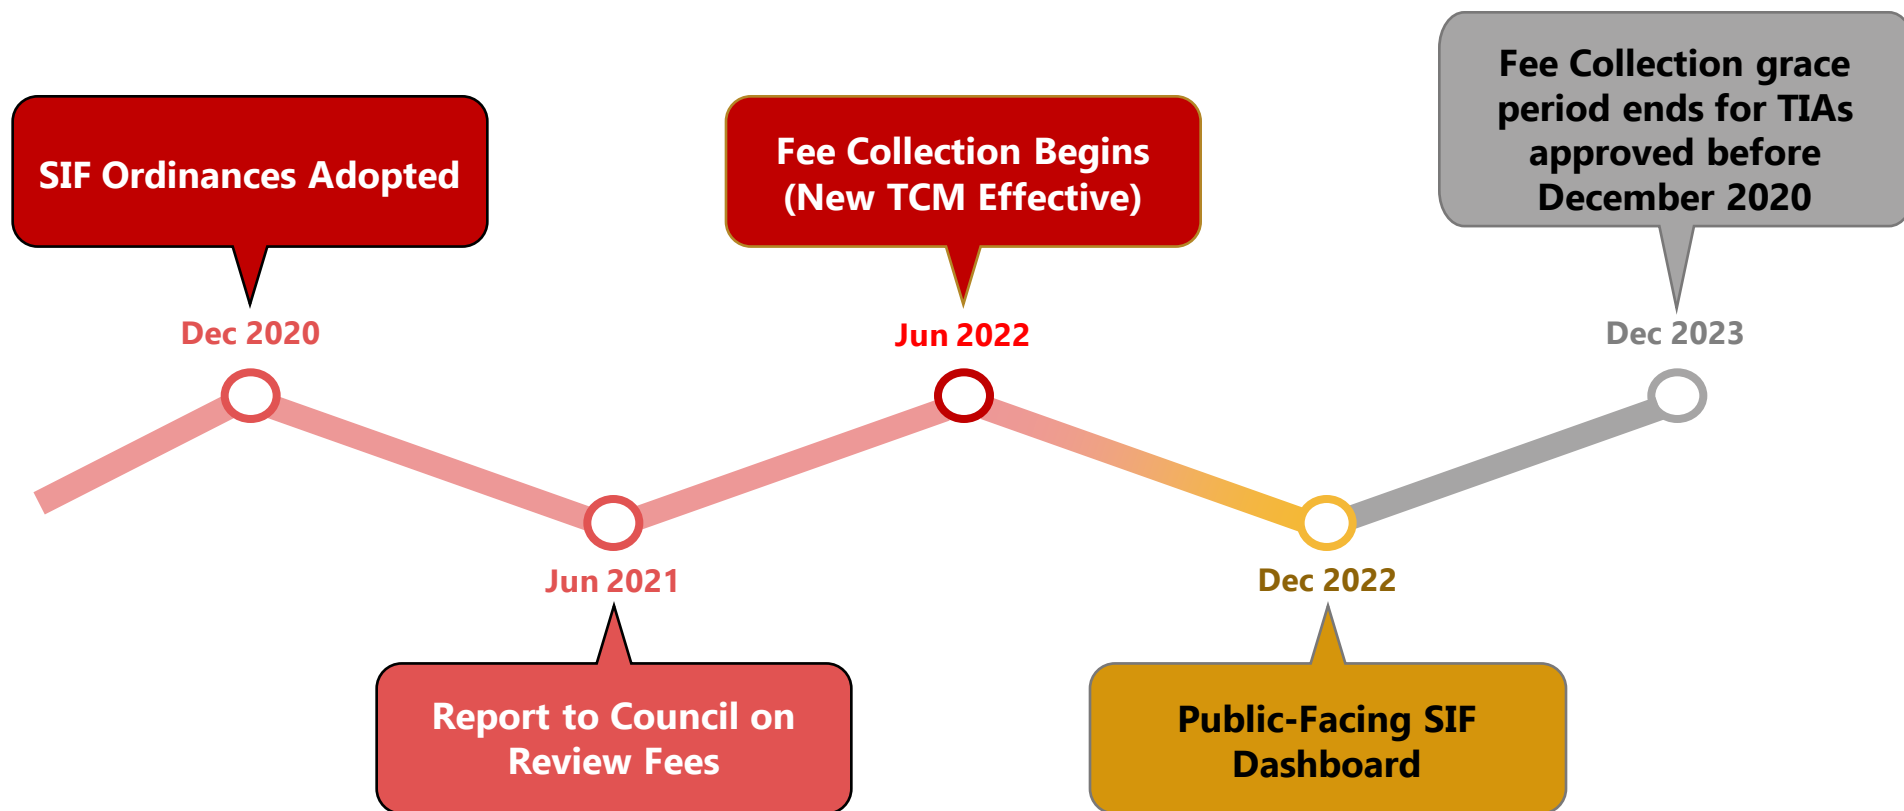 SIF Ordinances Adopted
Dec 2020
Jun 2021
Report to Council on
Review Fees
Fee Collection Begins
(New TCM Effective)
Jun 2022
Dec 2022
Public-Facing SIF
Dashboard
Fee Collection grace
period ends for TIAs
approved before
December 2020
Dec 2023